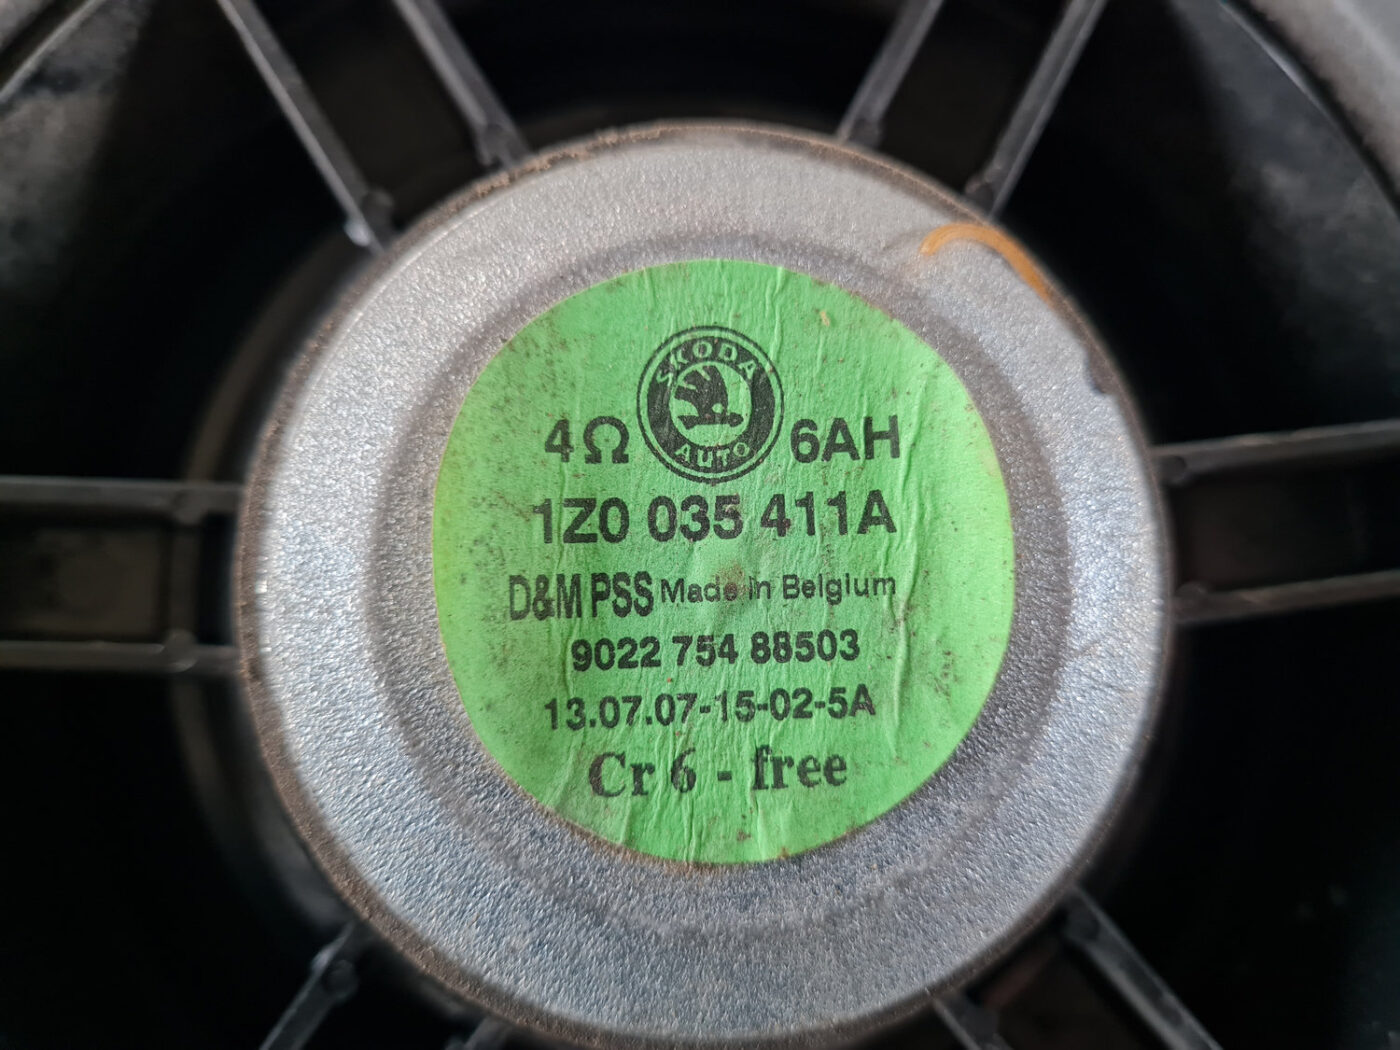 SKODA
AUTO
4Ω 6AH
1Z0 035 411A
D&M PSS Made in Belgium
9022 754 88503
13.07.07-15-02-5A
Cr 6 - free